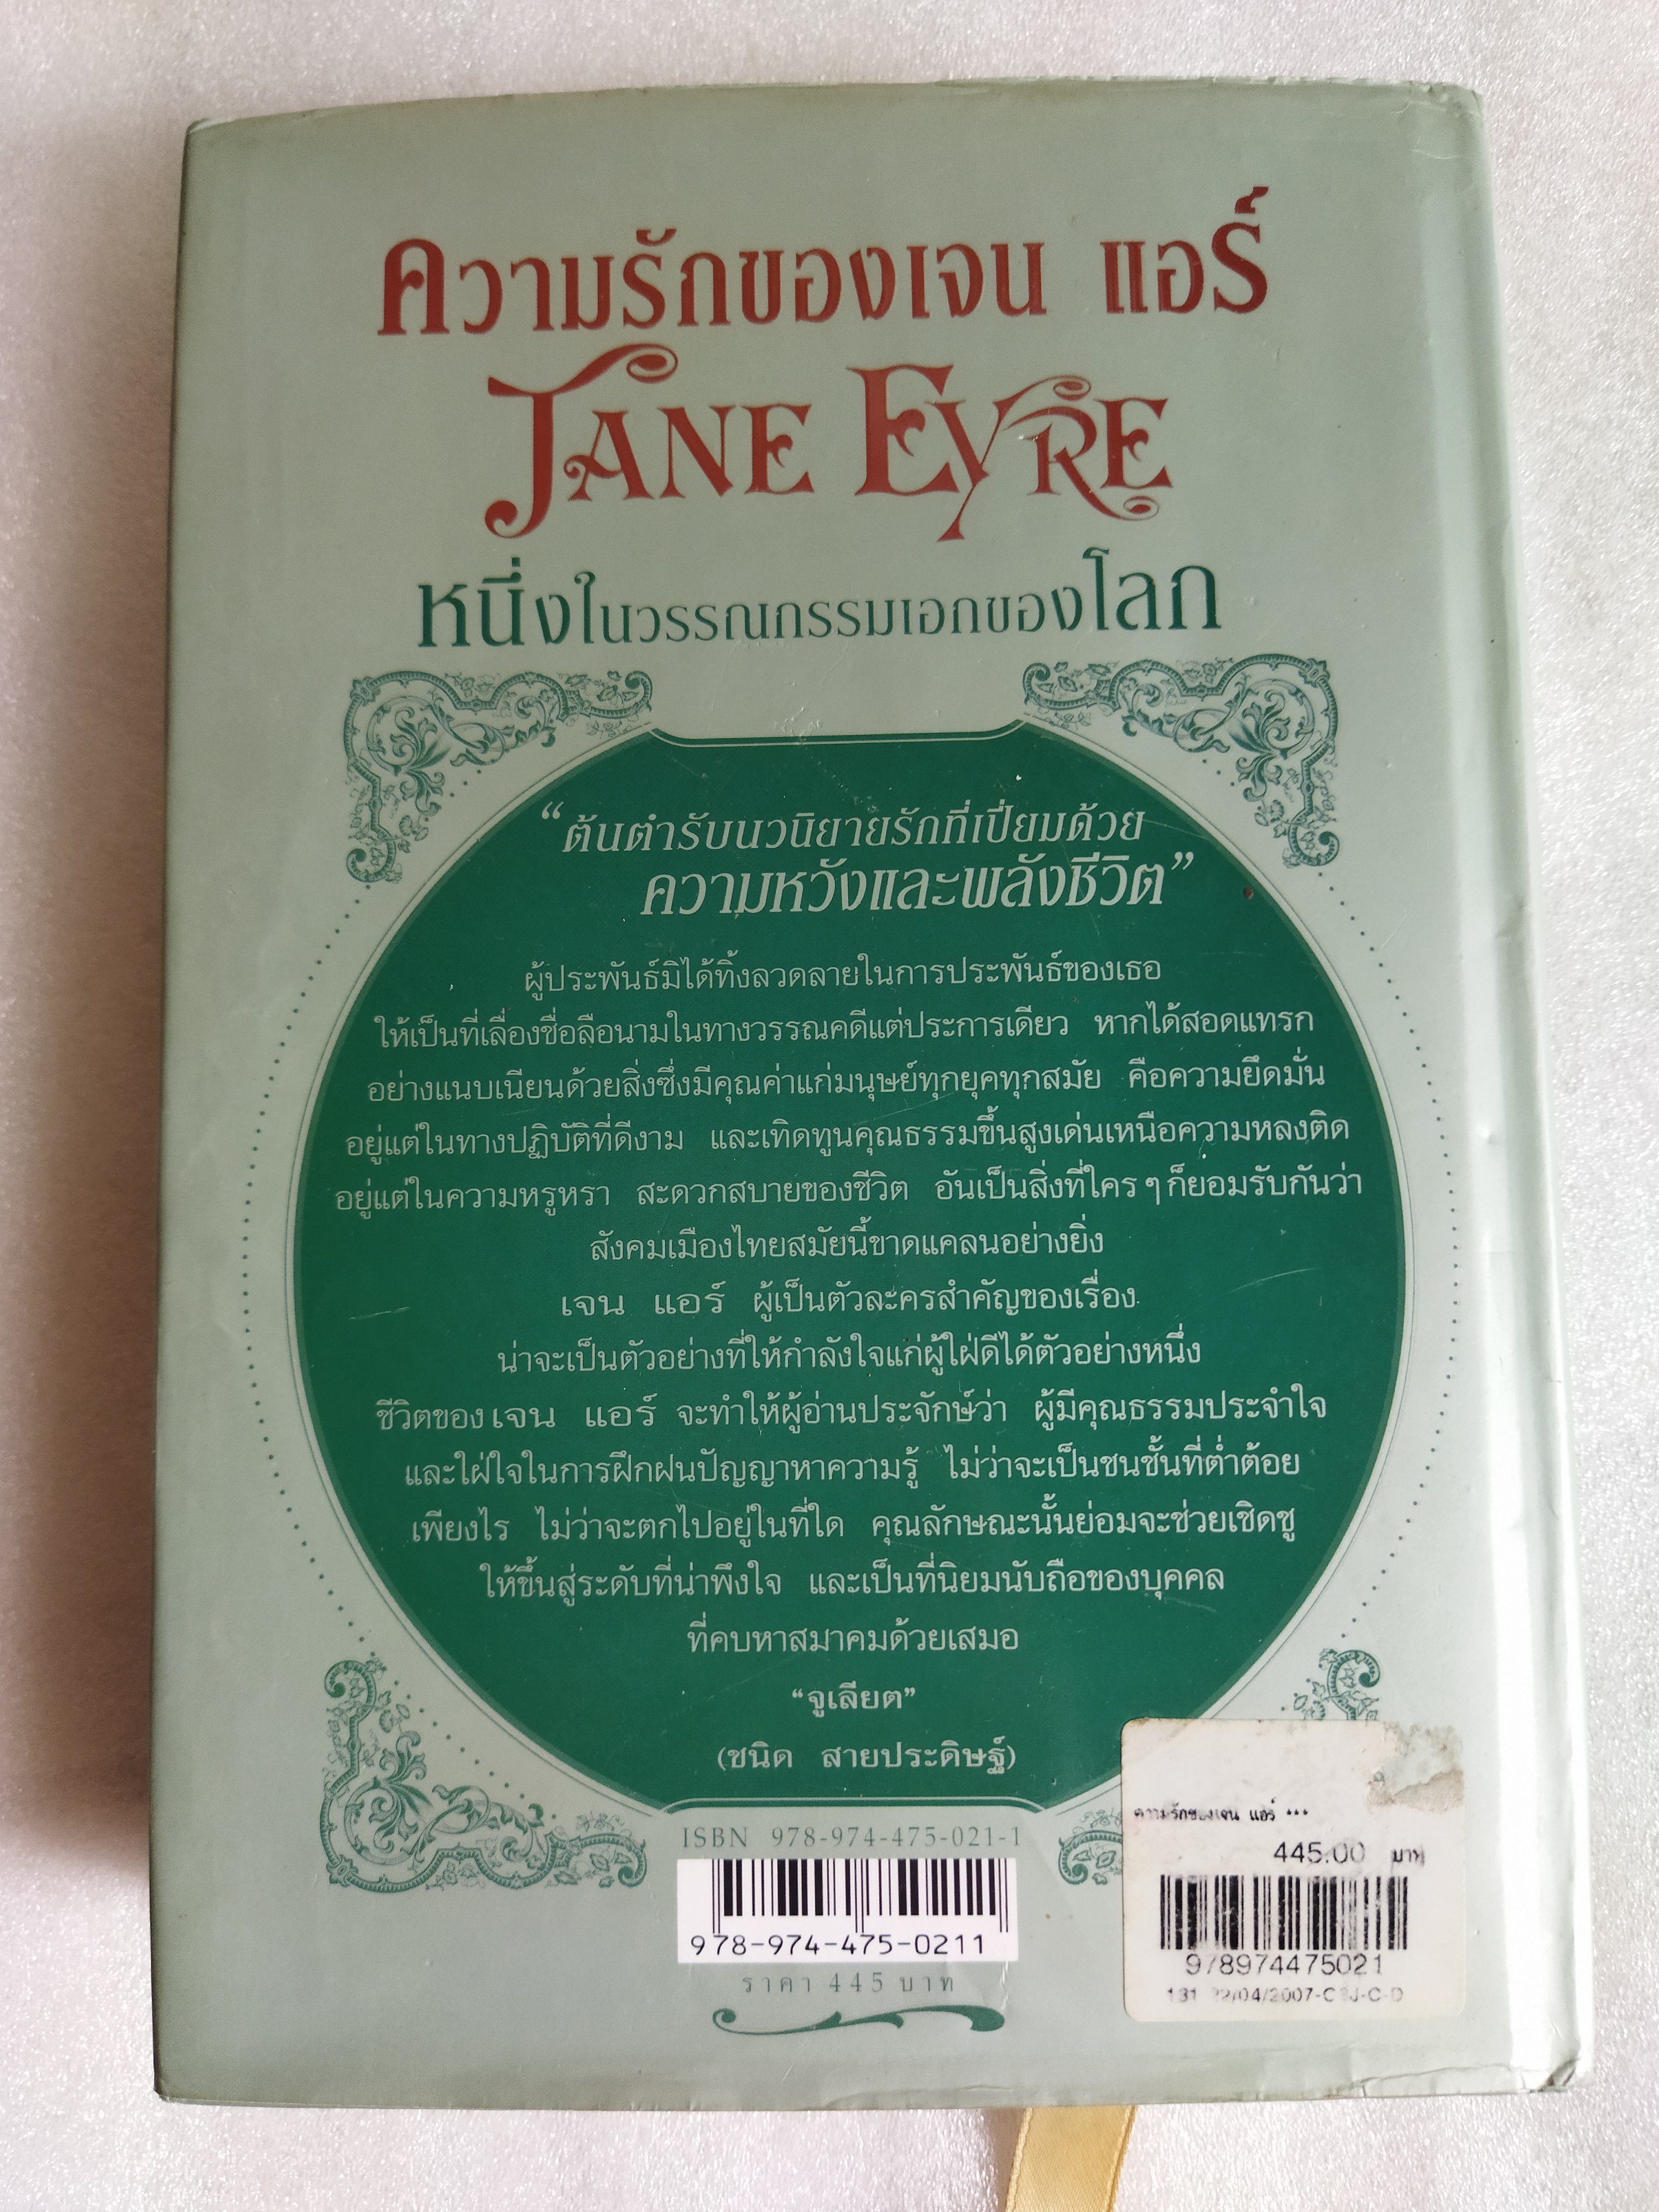 ความรักของเจน แอร์
JANE EYRE
หนึ่งในวรรณกรรมเอกของโลก
“ต้นตำรับนวนิยายรักที่เปี่ยมด้วย
ความหวังและพลังชีวิต”
ผู้ประพันธ์มิได้ทิ้งลวดลายในการประพันธ์ของเธอ
ให้เป็นที่เลื่องชื่อลือนามในทางวรรณคดีแต่ประการเดียว หากได้สอดแทรก
อย่างแนบเนียนด้วยสิ่งซึ่งมีคุณค่าแก่มนุษย์ทุกยุคทุกสมัย คือความยึดมั่น
อยู่แต่ในทางปฏิบัติที่ดีงาม และเทิดทูนคุณธรรมขึ้นสูงเด่นเหนือความหลงติด
อยู่แต่ในความหรูหรา สะดวกสบายของชีวิต อันเป็นสิ่งที่ใคร ๆ ก็ยอมรับกันว่า
สังคมเมืองไทยสมัยนี้ขาดแคลนอย่างยิ่ง
เจน แอร์ ผู้เป็นตัวละครสำคัญของเรื่อง
น่าจะเป็นตัวอย่างที่ให้กำลังใจแก่ผู้ใฝ่ดีได้ตัวอย่างหนึ่ง
ชีวิตของ เจน แอร์ จะทำให้ผู้อ่านประจักษ์ว่า ผู้มีคุณธรรมประจำใจ
และใฝ่ใจในการฝึกฝนปัญญาหาความรู้ ไม่ว่าจะเป็นชนชั้นที่ต่ำต้อย
เพียงไร ไม่ว่าจะตกไปอยู่ในที่ใด คุณลักษณะนั้นย่อมจะช่วยเชิดชู
ให้ขึ้นสู่ระดับที่น่าพึงใจ และเป็นที่นิยมนับถือของบุคคล
ที่คบหาสมาคมด้วยเสมอ
“จูเลียต”
(ชนิด สายประดิษฐ์)
ISBN 978-974-475-021-1
978-974-475-0211
ราคา 445 บาท
ความรักของเจน แอร์ ***
445.00 บาท
978974475021
131 22/04/2007